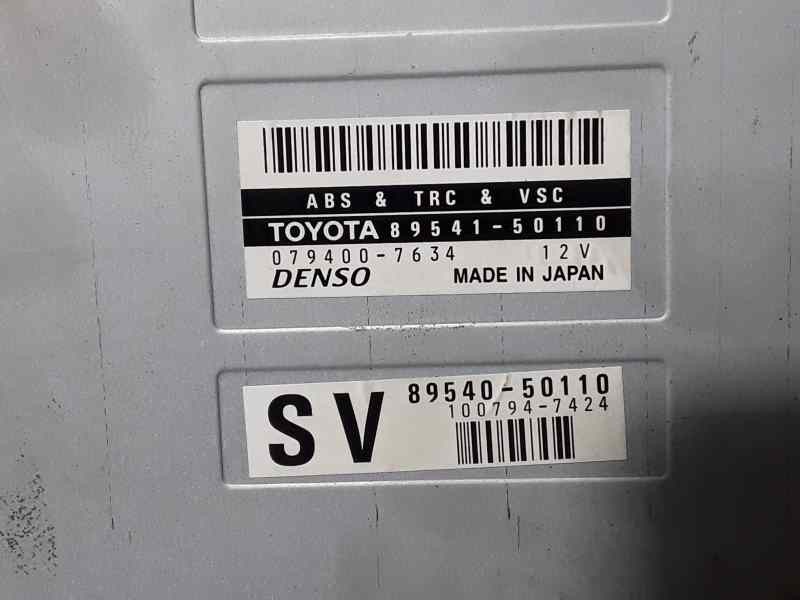 ABS & TRC & VSC
TOYOTA 89541-50110
079400-7634 12V
DENSO MADE IN JAPAN
SV 89540-50110
100794-7424